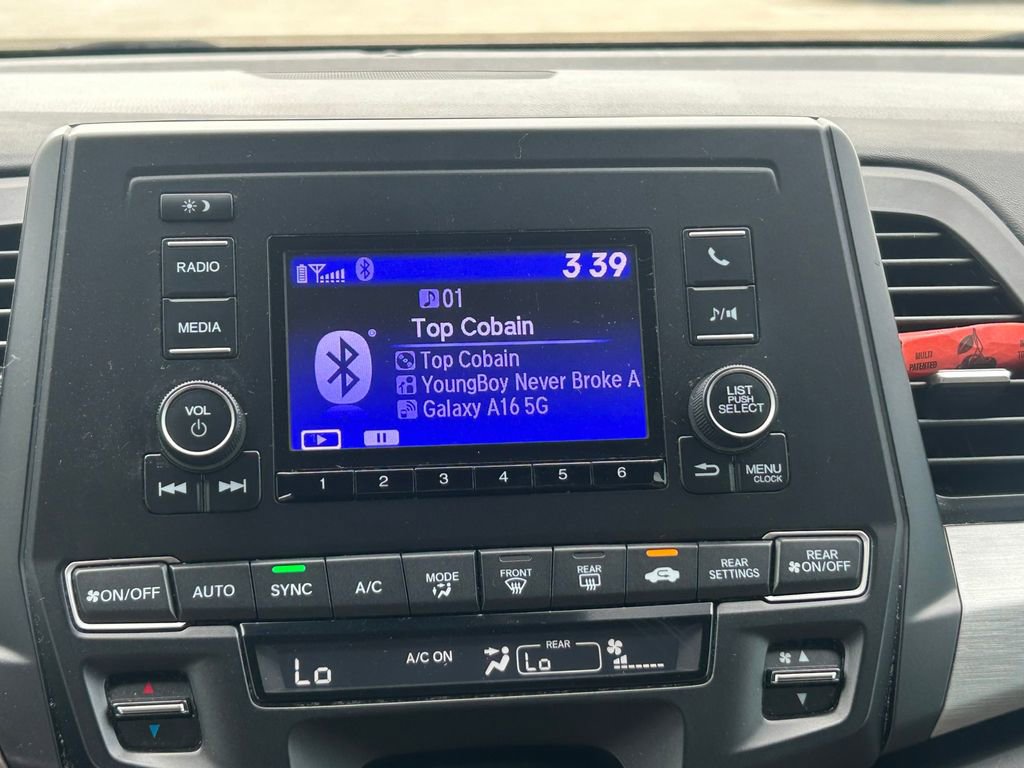 RADIO
MEDIA
VOL
3 39
01
Top Cobain
Top Cobain
YoungBoy Never Broke A
Galaxy A16 5G
1 2 3 4 5 6
LIST
PUSH
SELECT
MENU
CLOCK
MULTI
PATENTED
ON/OFF
AUTO
SYNC
A/C
MODE
FRONT
REAR
REAR
SETTINGS
REAR
ON/OFF
Lo
A/C ON
REAR
Lo